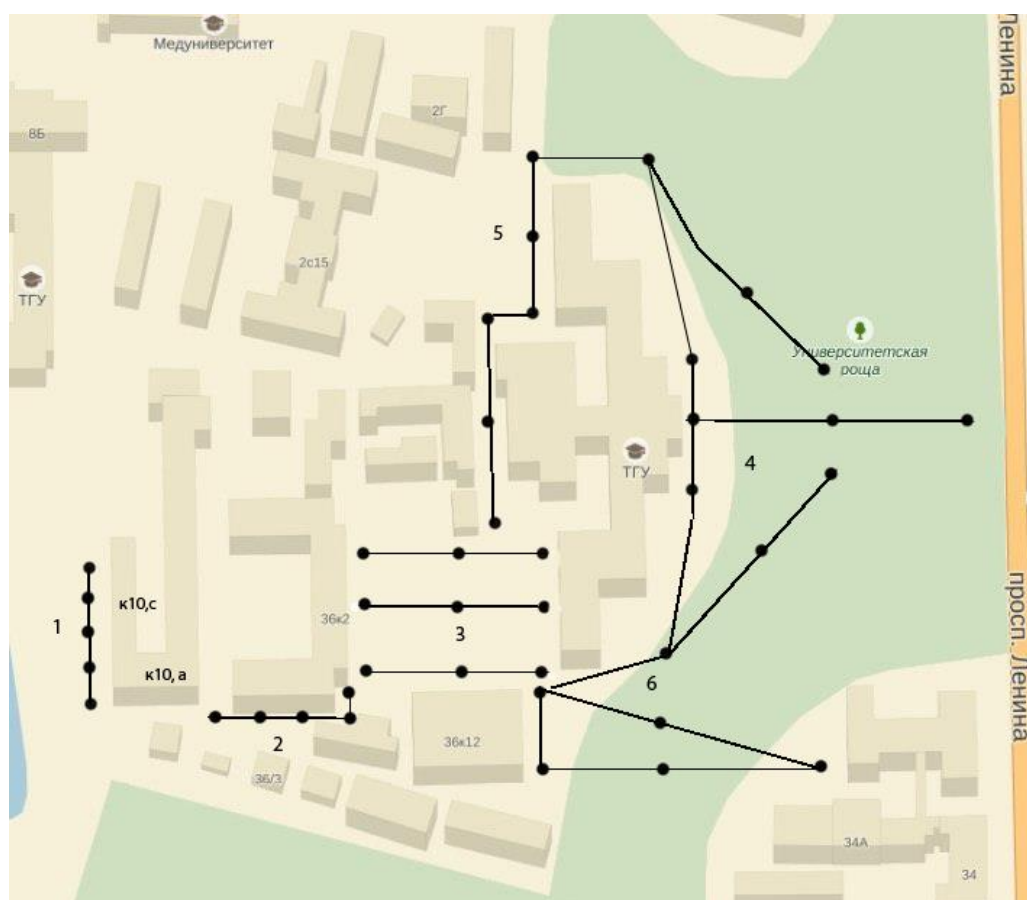 Медуниверситет
Ленина
2Г
8Б
5
2с15
ТГУ
Университетская
роща
ТГУ
4
к10,с
1
36к2
3
просп. Ленина
к10, а
6
2
36к12
36/3
34А
34